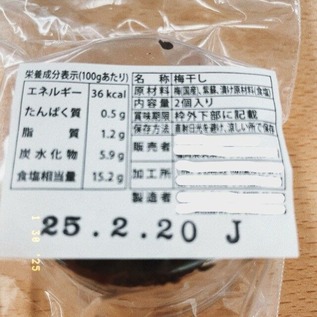 栄養成分表示(100gあたり)
エネルギー 36 kcal
たんぱく質 0.5 g
脂質 1.2 g
炭水化物 5.9 g
食塩相当量 15.2 g
名 称 梅干し
原材料 梅(国産)、紫蘇、漬け原材料(食塩)
内容量 2個入り
賞味期限 枠外下部に記載
保存方法 直射日光を避け、涼しい所で保存
販売者
加工所
製造者
25.2.20 J